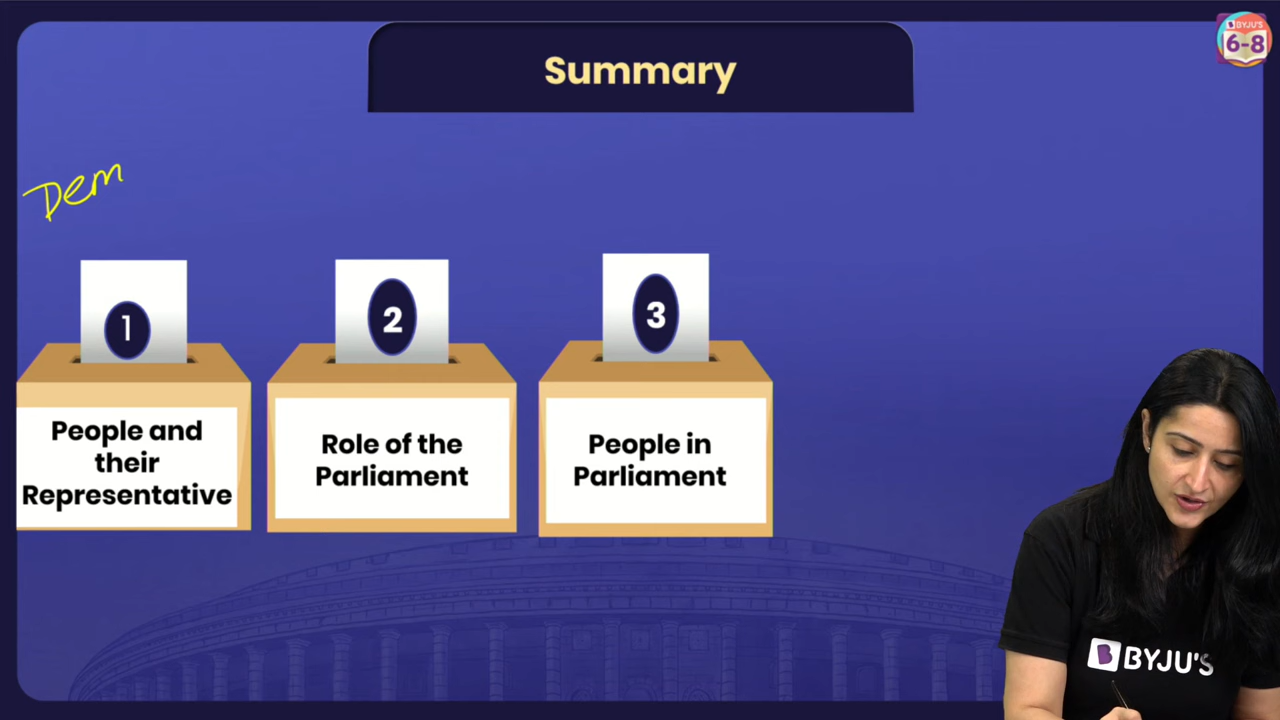 Summary
BYJU'S
6-8
Dem
1
People and
their
Representative
2
Role of the
Parliament
3
People in
Parliament
BYJU'S